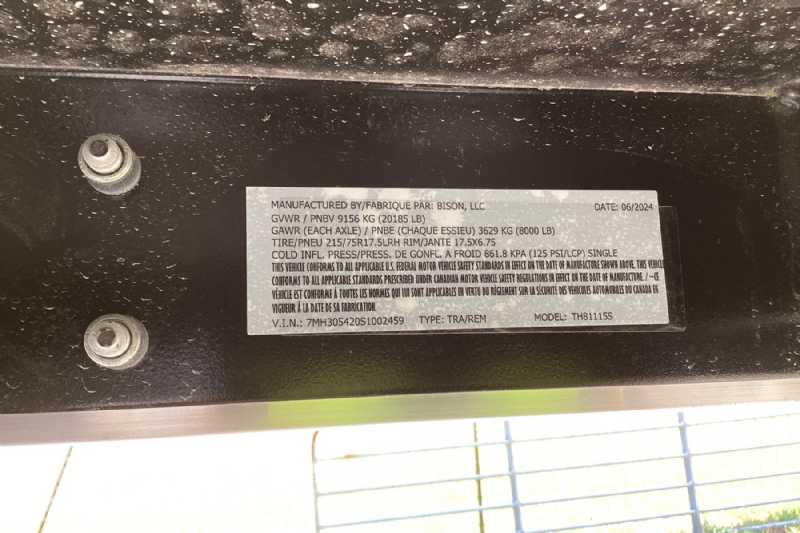 MANUFACTURED BY/FABRIQUE PAR: BISON, LLC DATE: 06/2024
GVWR / PNBV 9156 KG (20185 LB)
GAWR (EACH AXLE) / PNBE (CHAQUE ESSIEU) 3629 KG (8000 LB)
TIRE/PNEU 215/75R17.5LRH RIM/JANTE 17.5X6.75
COLD INFL. PRESS/PRESS. DE GONFL. A FROID 861.8 KPA (125 PSI/LCP) SINGLE
THIS VEHICLE CONFORMS TO ALL APPLICABLE U.S. FEDERAL MOTOR VEHICLE SAFETY STANDARDS IN EFFECT ON THE DATE OF MANUFACTURE SHOWN ABOVE. THIS VEHICLE
CONFORMS TO ALL APPLICABLE STANDARDS PRESCRIBED UNDER CANADIAN MOTOR VEHICLE SAFETY REGULATIONS IN EFFECT ON THE DATE OF MANUFACTURE. / –CE
VÉHICLE EST CONFORME À TOUTES LES NORMES QUI LUI SONT APPLICABLES EN VERTU DU RÈGLEMENT SUR LA SÉCURITÉ DES VÉHICULES AUTOMOBILES DU CANADA EN
VIGUEUR À LA DATE DE SA FABRICATION.
V.I.N.: 7MH305420S1002459 TYPE: TRA/REM MODEL: TH8111SS